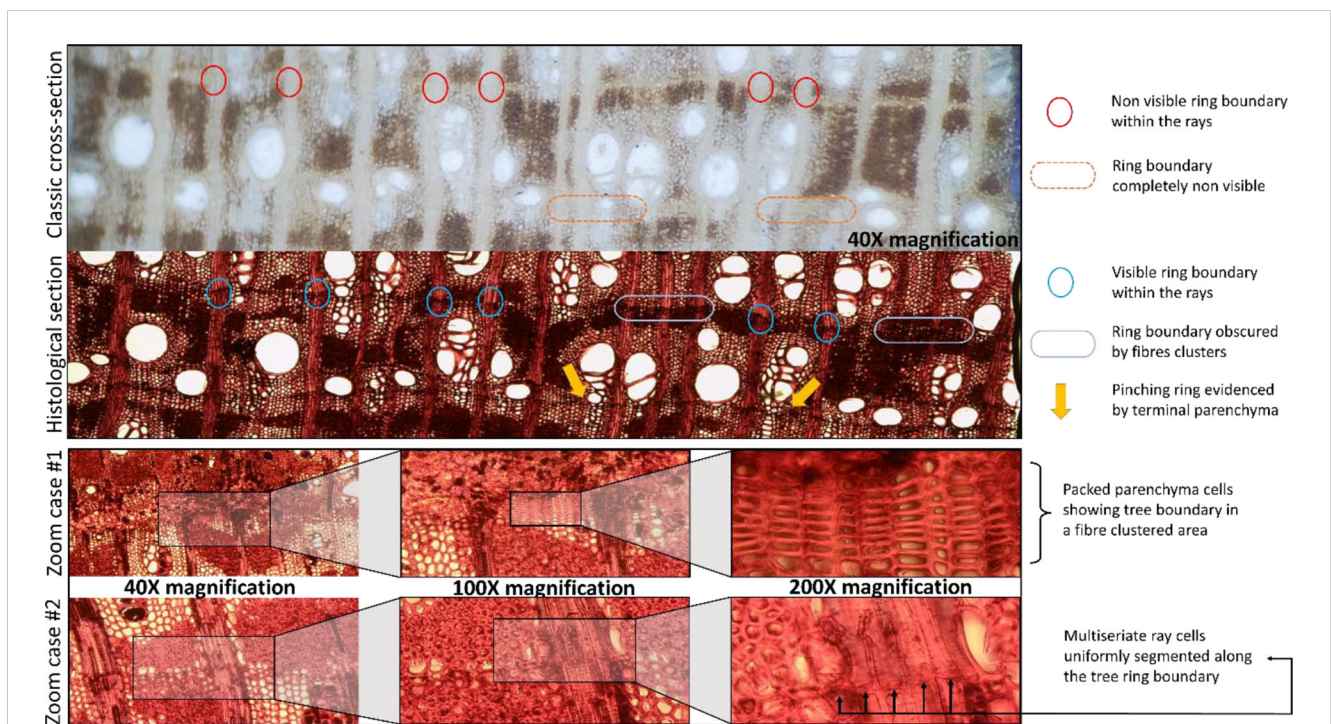 Classic cross-section
40X magnification
Non visible ring boundary
within the rays
Ring boundary
completely non visible
Histological section
Visible ring boundary
within the rays
Ring boundary obscured
by fibres clusters
Pinching ring evidenced
by terminal parenchyma
Zoom case #1
Packed parenchyma cells
showing tree boundary in
a fibre clustered area
40X magnification
100X magnification
200X magnification
Zoom case #2
Multiseriate ray cells
uniformly segmented along
the tree ring boundary